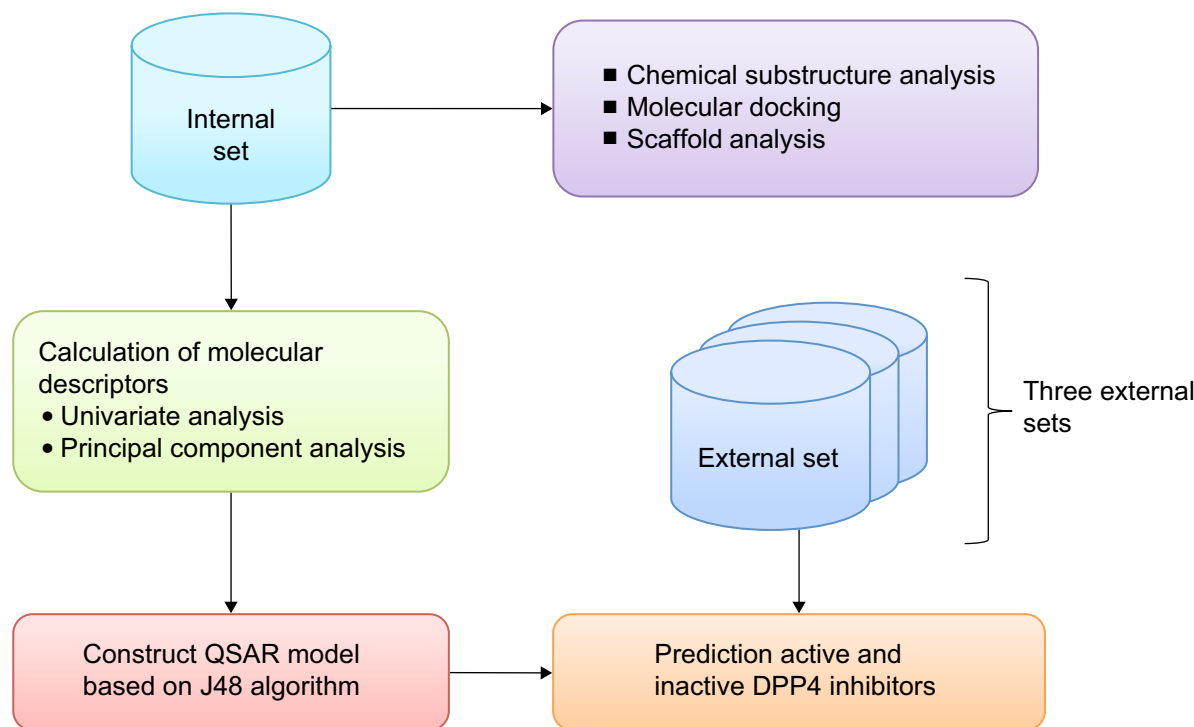 Internal
set
■ Chemical substructure analysis
■ Molecular docking
■ Scaffold analysis
Calculation of molecular
descriptors
• Univariate analysis
• Principal component analysis
External set
Three external
sets
Construct QSAR model
based on J48 algorithm
Prediction active and
inactive DPP4 inhibitors